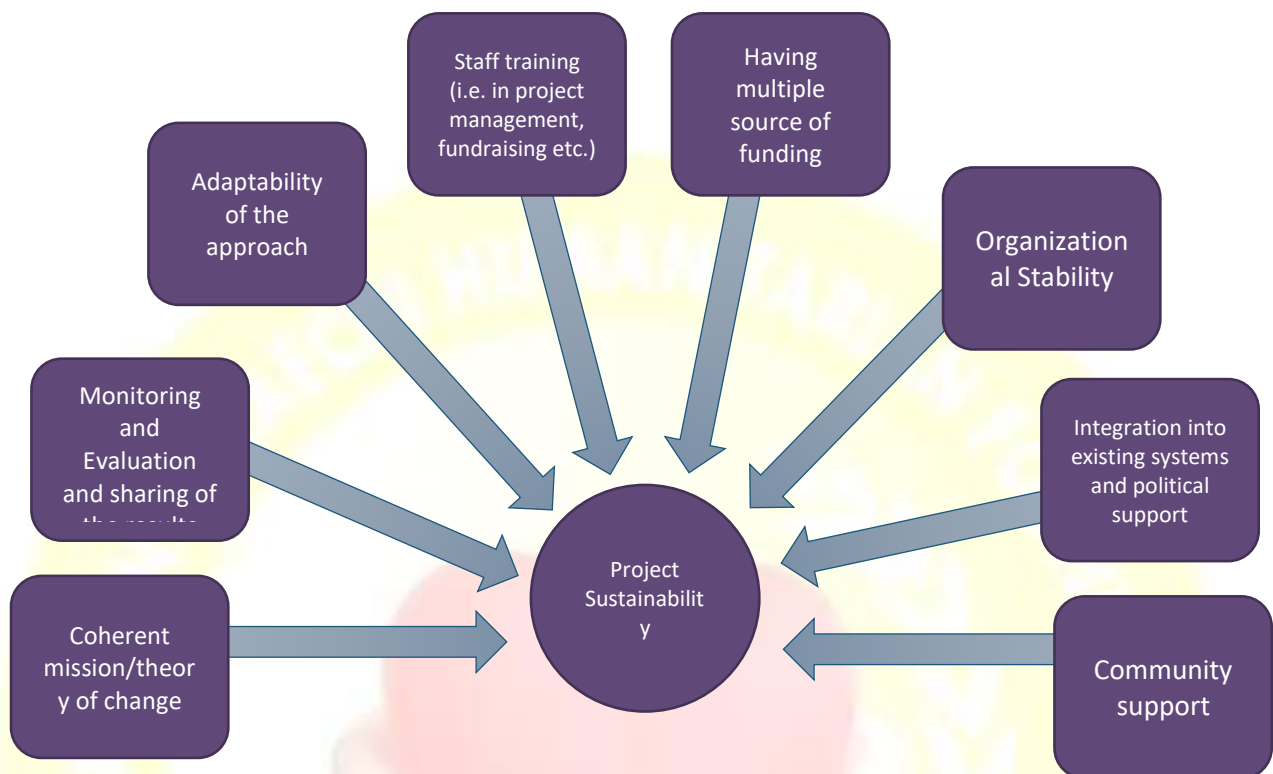 Staff training
(i.e. in project
management,
fundraising etc.)
Having
multiple
source of
funding
Adaptability
of the
approach
Organization
al Stability
Monitoring
and
Evaluation
and sharing of
the results
Integration into
existing systems
and political
support
Project
Sustainabilit
y
Coherent
mission/theor
y of change
Community
support